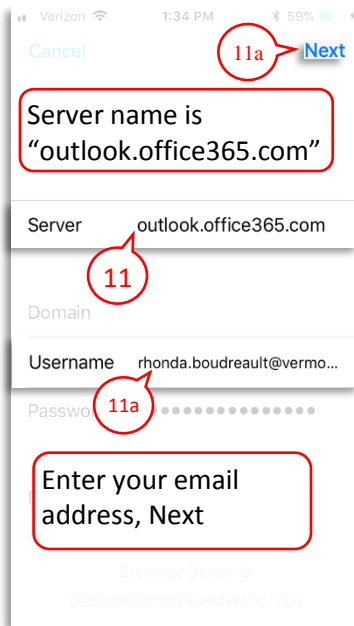 Verizon 1:34 PM 59%
Cancel 11a Next
Server name is
“outlook.office365.com”
Server outlook.office365.com
11
Domain
Username rhonda.boudreault@vermo...
11a
Enter your email
address, Next
Exchange Device ID